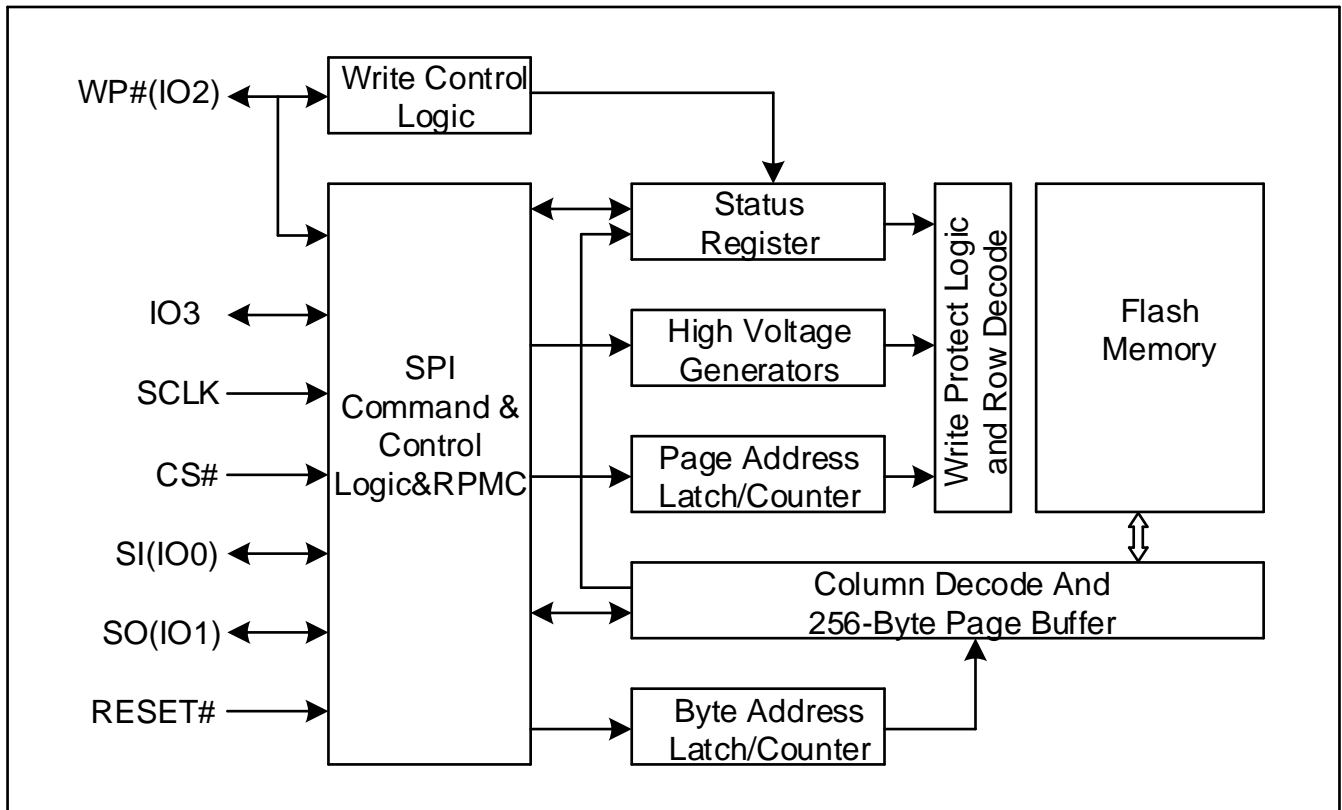 WP#(IO2)
Write Control
Logic
IO3
SCLK
CS#
SI(IO0)
SO(IO1)
RESET#
SPI
Command &
Control
Logic&RPMC
Status
Register
High Voltage
Generators
Page Address
Latch/Counter
Write Protect Logic
and Row Decode
Flash
Memory
Column Decode And
256-Byte Page Buffer
Byte Address
Latch/Counter